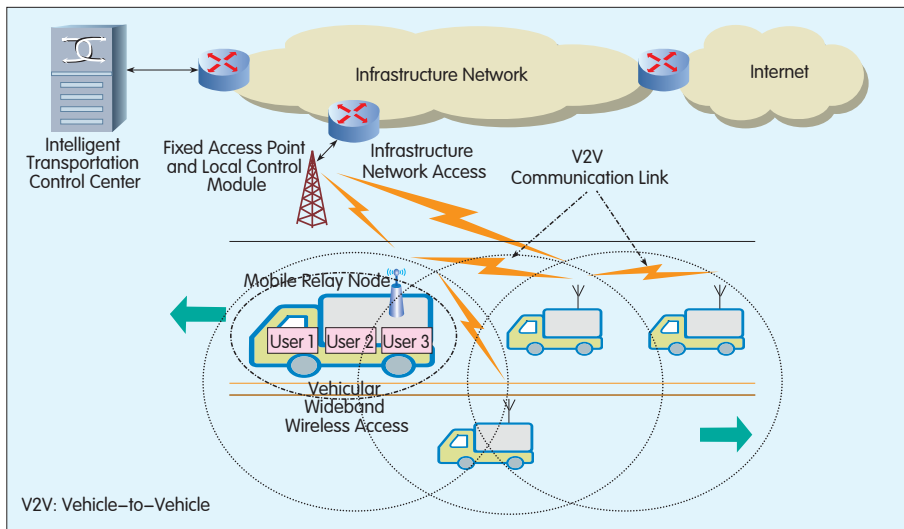 Infrastructure Network
Internet
Intelligent
Transportation
Control Center
Fixed Access Point
and Local Control
Module
Infrastructure
Network Access
V2V
Communication Link
Mobile Relay Node
User 1
User 2
User 3
Vehicular
Wideband
Wireless Access
V2V: Vehicle-to-Vehicle